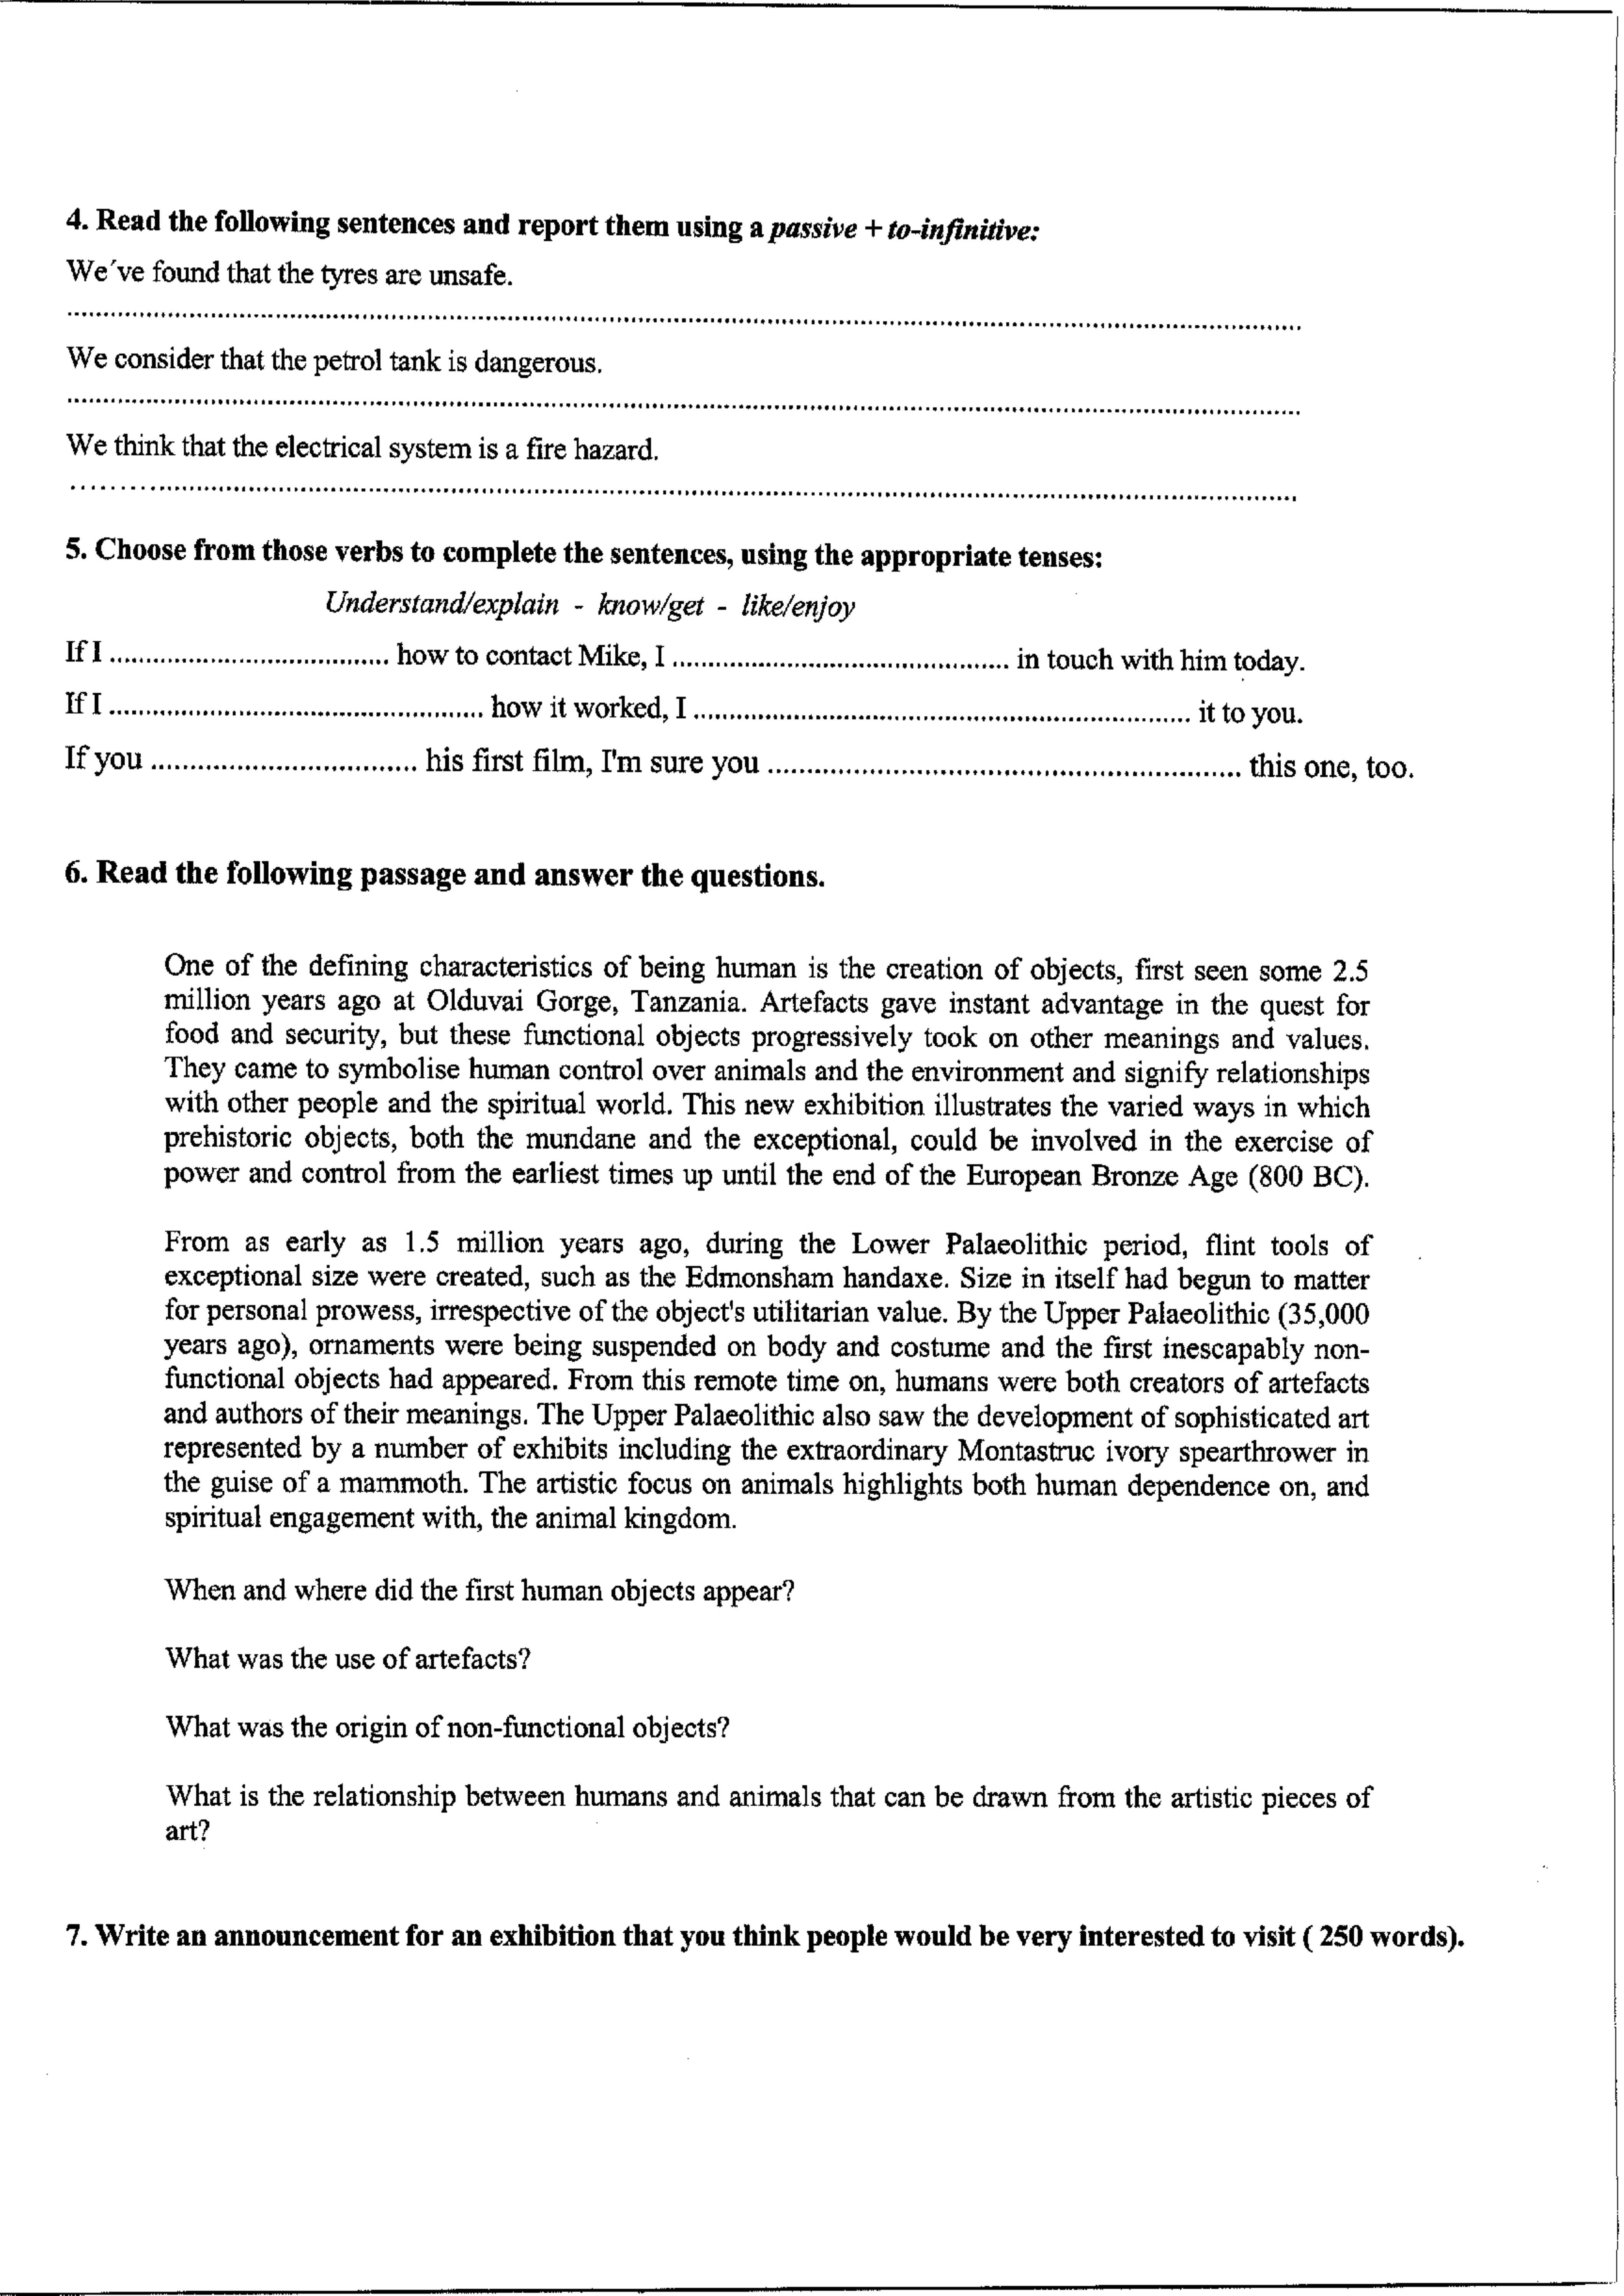 4. Read the following sentences and report them using a passive + to-infinitive:
We´ve found that the tyres are unsafe.
................................................................................
We consider that the petrol tank is dangerous.
................................................................................
We think that the electrical system is a fire hazard.
................................................................................
5. Choose from those verbs to complete the sentences, using the appropriate tenses:
Understand/explain - know/get - like/enjoy
If I ...................................... how to contact Mike, I .............................................. in touch with him today.
If I ................................................... how it worked, I .................................................................... it to you.
If you .................................. his first film, I'm sure you ............................................................. this one, too.
6. Read the following passage and answer the questions.
One of the defining characteristics of being human is the creation of objects, first seen some 2.5
million years ago at Olduvai Gorge, Tanzania. Artefacts gave instant advantage in the quest for
food and security, but these functional objects progressively took on other meanings and values.
They came to symbolise human control over animals and the environment and signify relationships
with other people and the spiritual world. This new exhibition illustrates the varied ways in which
prehistoric objects, both the mundane and the exceptional, could be involved in the exercise of
power and control from the earliest times up until the end of the European Bronze Age (800 BC).
From as early as 1.5 million years ago, during the Lower Palaeolithic period, flint tools of
exceptional size were created, such as the Edmonsham handaxe. Size in itself had begun to matter
for personal prowess, irrespective of the object's utilitarian value. By the Upper Palaeolithic (35,000
years ago), ornaments were being suspended on body and costume and the first inescapably non-
functional objects had appeared. From this remote time on, humans were both creators of artefacts
and authors of their meanings. The Upper Palaeolithic also saw the development of sophisticated art
represented by a number of exhibits including the extraordinary Montastruc ivory spearthrower in
the guise of a mammoth. The artistic focus on animals highlights both human dependence on, and
spiritual engagement with, the animal kingdom.
When and where did the first human objects appear?
What was the use of artefacts?
What was the origin of non-functional objects?
What is the relationship between humans and animals that can be drawn from the artistic pieces of
art?
7. Write an announcement for an exhibition that you think people would be very interested to visit ( 250 words).